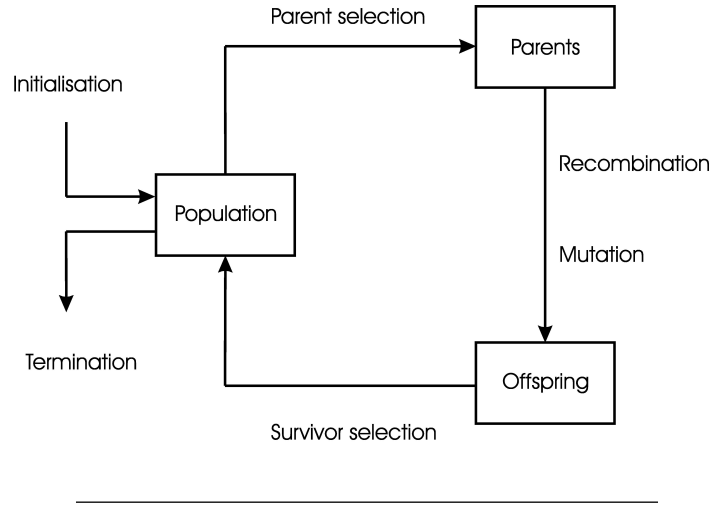 Parent selection
Parents
Initialisation
Recombination
Population
Mutation
Termination
Offspring
Survivor selection